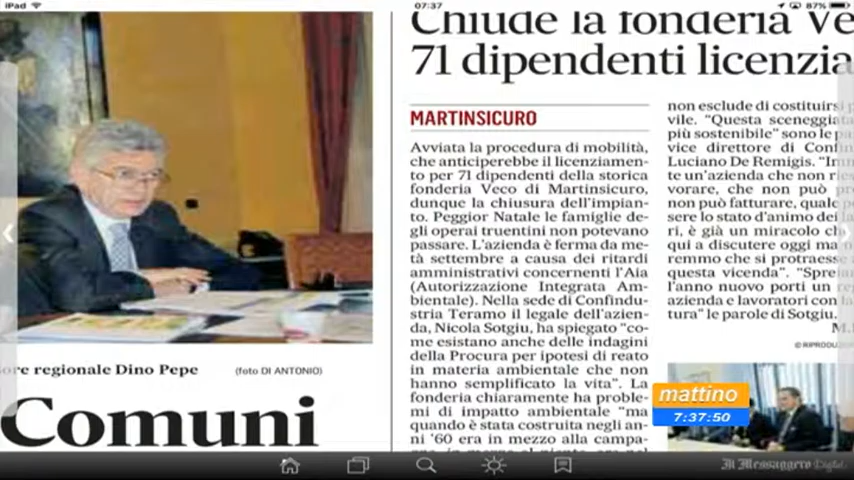 iPad
07:37
87%
Chiude la fonderia Ve
71 dipendenti licenzia
MARTINSICURO
Avviata la procedura di mobilità,
che anticiperebbe il licenziamen-
to per 71 dipendenti della storica
fonderia Veco di Martinsicuro,
dunque la chiusura dell'impian-
to. Peggior Natale le famiglie de-
gli operai truentini non potevano
passare. L'azienda è ferma da me-
tà settembre a causa dei ritardi
amministrativi concernenti l'Aia
(Autorizzazione Integrata Am-
bientale). Nella sede di Confindu-
stria Teramo il legale dell'azien-
da, Nicola Sotgiu, ha spiegato "co-
me esistano anche delle indagini
della Procura per ipotesi di reato
in materia ambientale che non
hanno semplificato la vita". La
fonderia chiaramente ha proble-
mi di impatto ambientale "ma
quando è stata costruita negli an-
ni '60 era in mezzo alla campa-
non esclude di costituirsi p
vile. "Questa sceneggiata
più sostenibile" sono le pa
vice direttore di Confin
Luciano De Remigis. "Im
te un'azienda che non ries
vorare, che non può pr
non può fatturare, quale p
sere lo stato d'animo dei la
ri, è già un miracolo ch
qui a discutere oggi ma n
remmo che si protraesse
questa vicenda". "Spre
l'anno nuovo porti un re
azienda e lavoratori con la
tura" le parole di Sotgiu.
M.
© RIPRODUZ
ore regionale Dino Pepe
(foto DI ANTONIO)
Comuni
mattino
7:37:50
Il Messaggero Digital